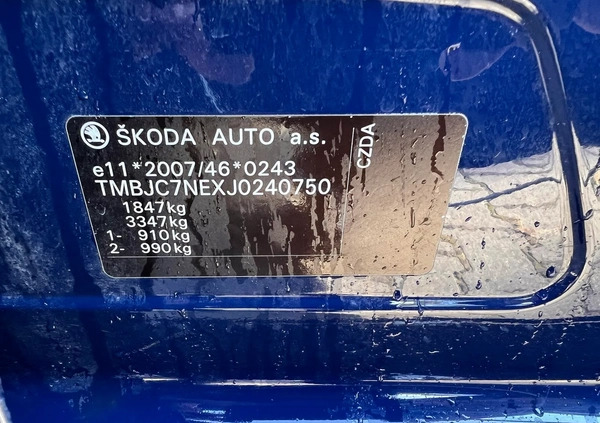 ŠKODA AUTO a.s.
CZDA
e11*2007/46*0243
TMBJC7NEXJ0240750
1847kg
3347kg
1- 910kg
2- 990kg